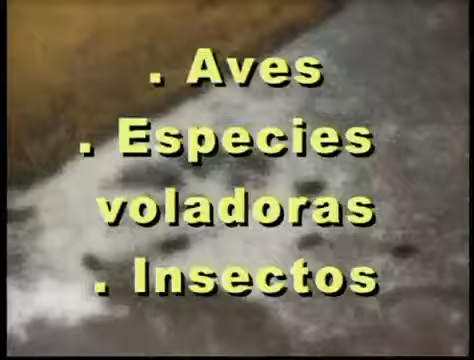 . Aves
. Especies
voladoras
. Insectos